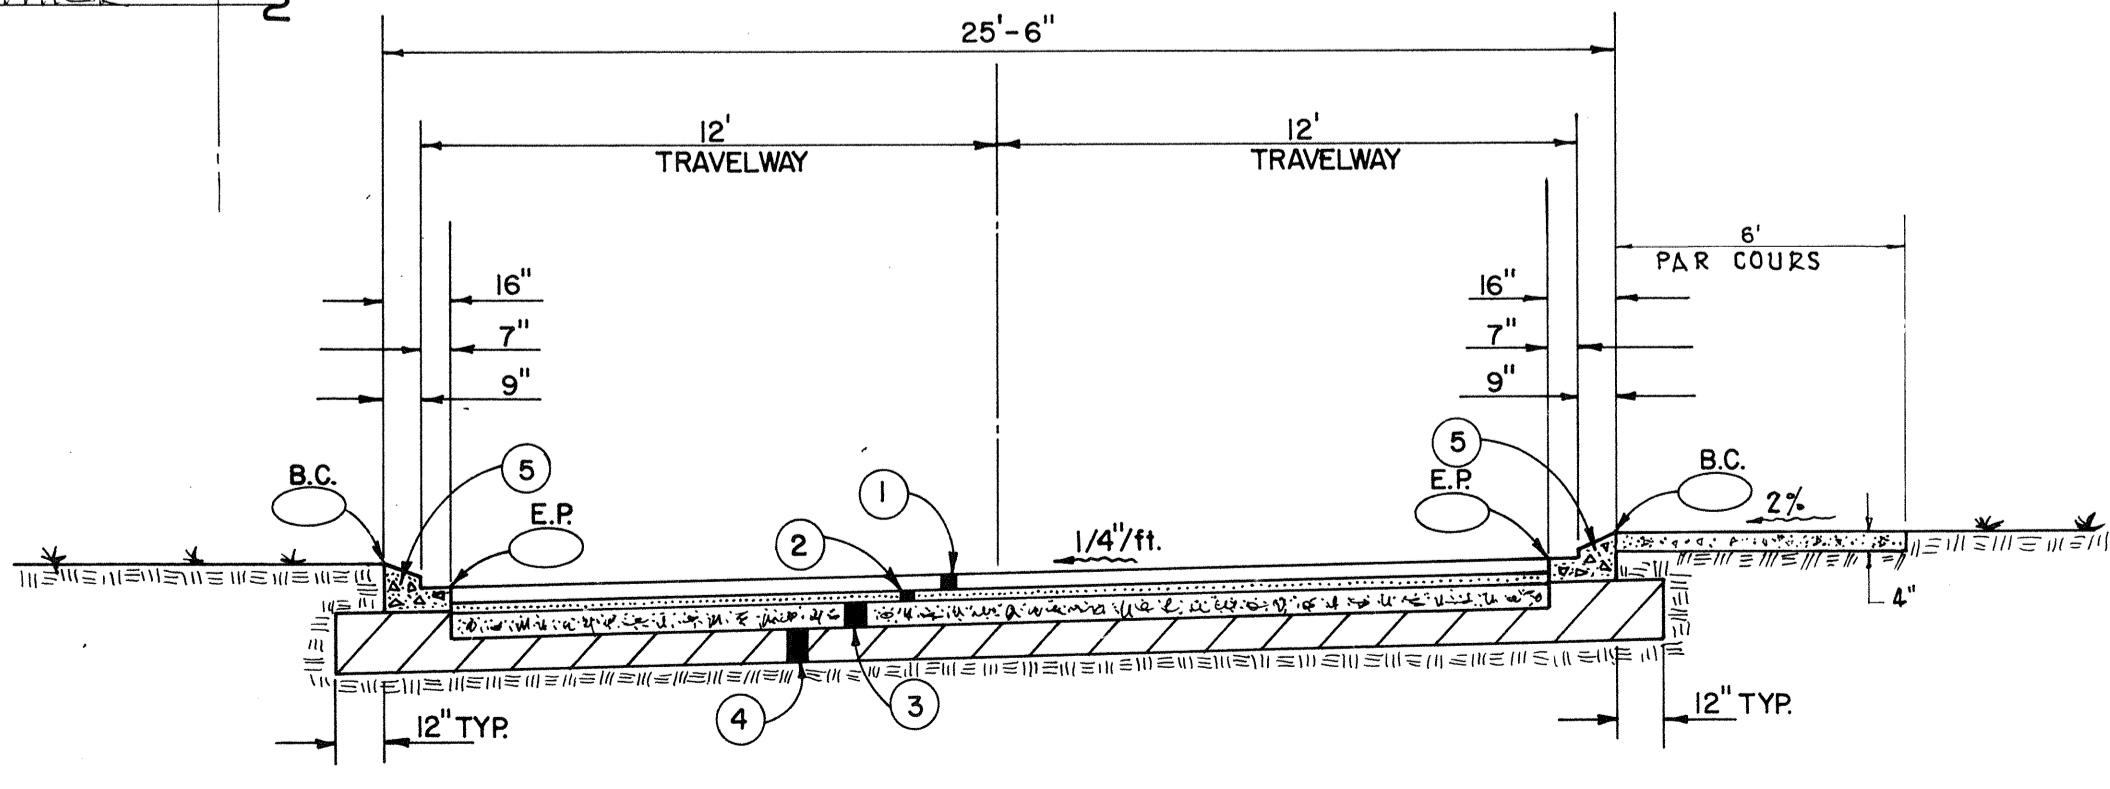 2
25'-6"
12' 12'
TRAVELWAY TRAVELWAY
6'
PAR COURS
16" 16"
7" 7"
9" 9"
5 5
B.C. B.C.
E.P. E.P.
1
2
1/4"/ft.
2%
4"
3
4
12" TYP. 12" TYP.